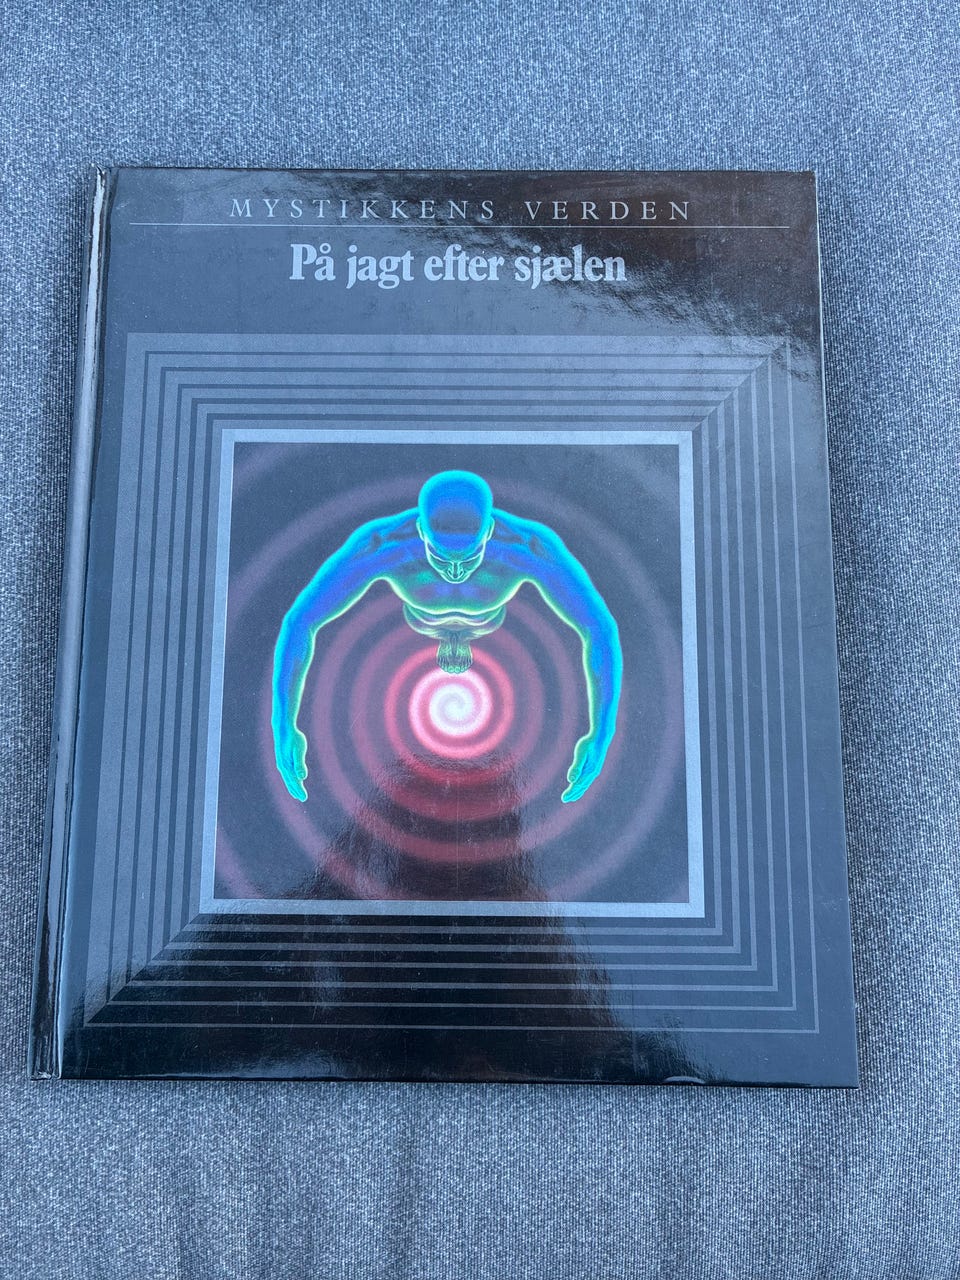 MYSTIKKENS VERDEN
På jagt efter sjælen